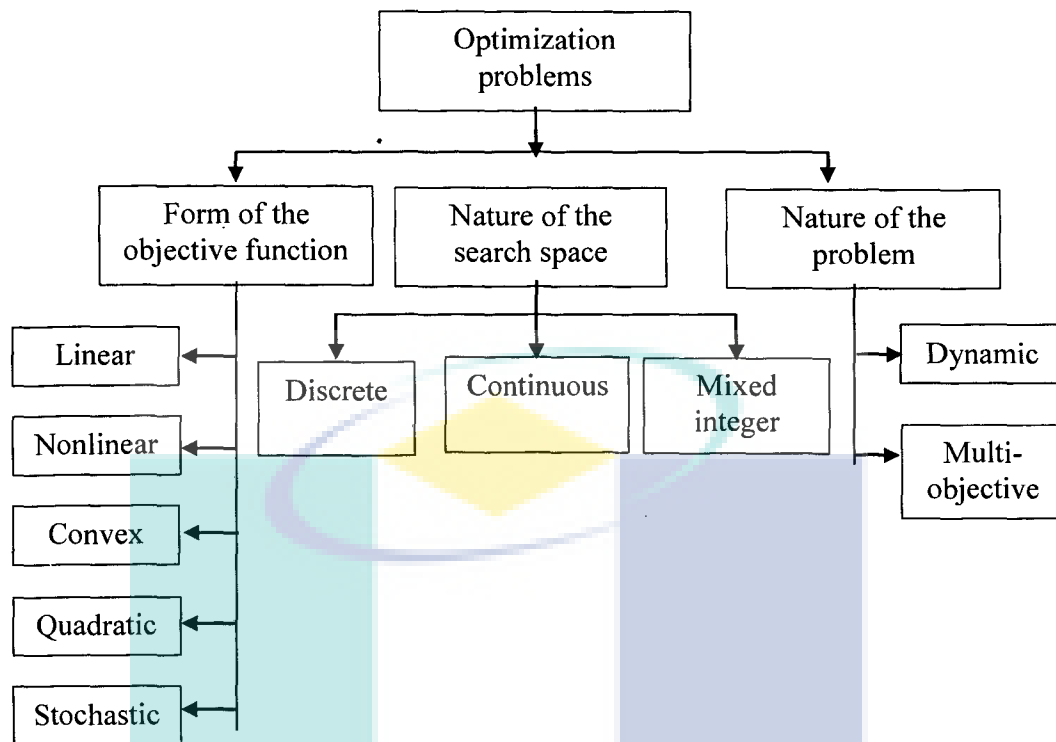 Optimization
problems
Form of the
objective function
Nature of the
search space
Nature of the
problem
Linear
Nonlinear
Convex
Quadratic
Stochastic
Discrete
Continuous
Mixed
integer
Dynamic
Multi-
objective